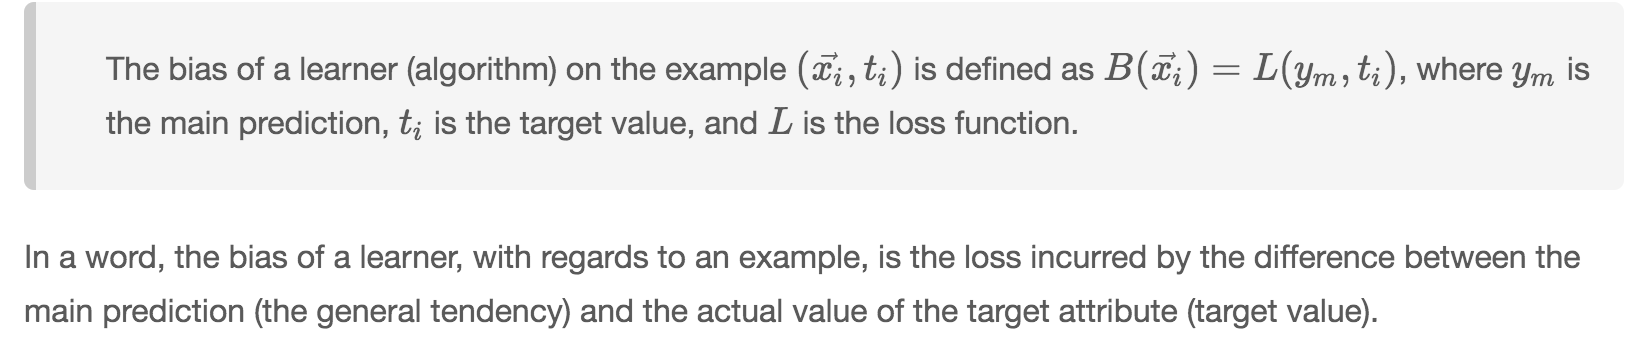 The bias of a learner (algorithm) on the example $(\vec{x}_i, t_i)$ is defined as $B(\vec{x}_i) = L(y_m, t_i)$, where $y_m$ is
the main prediction, $t_i$ is the target value, and $L$ is the loss function.
In a word, the bias of a learner, with regards to an example, is the loss incurred by the difference between the
main prediction (the general tendency) and the actual value of the target attribute (target value).